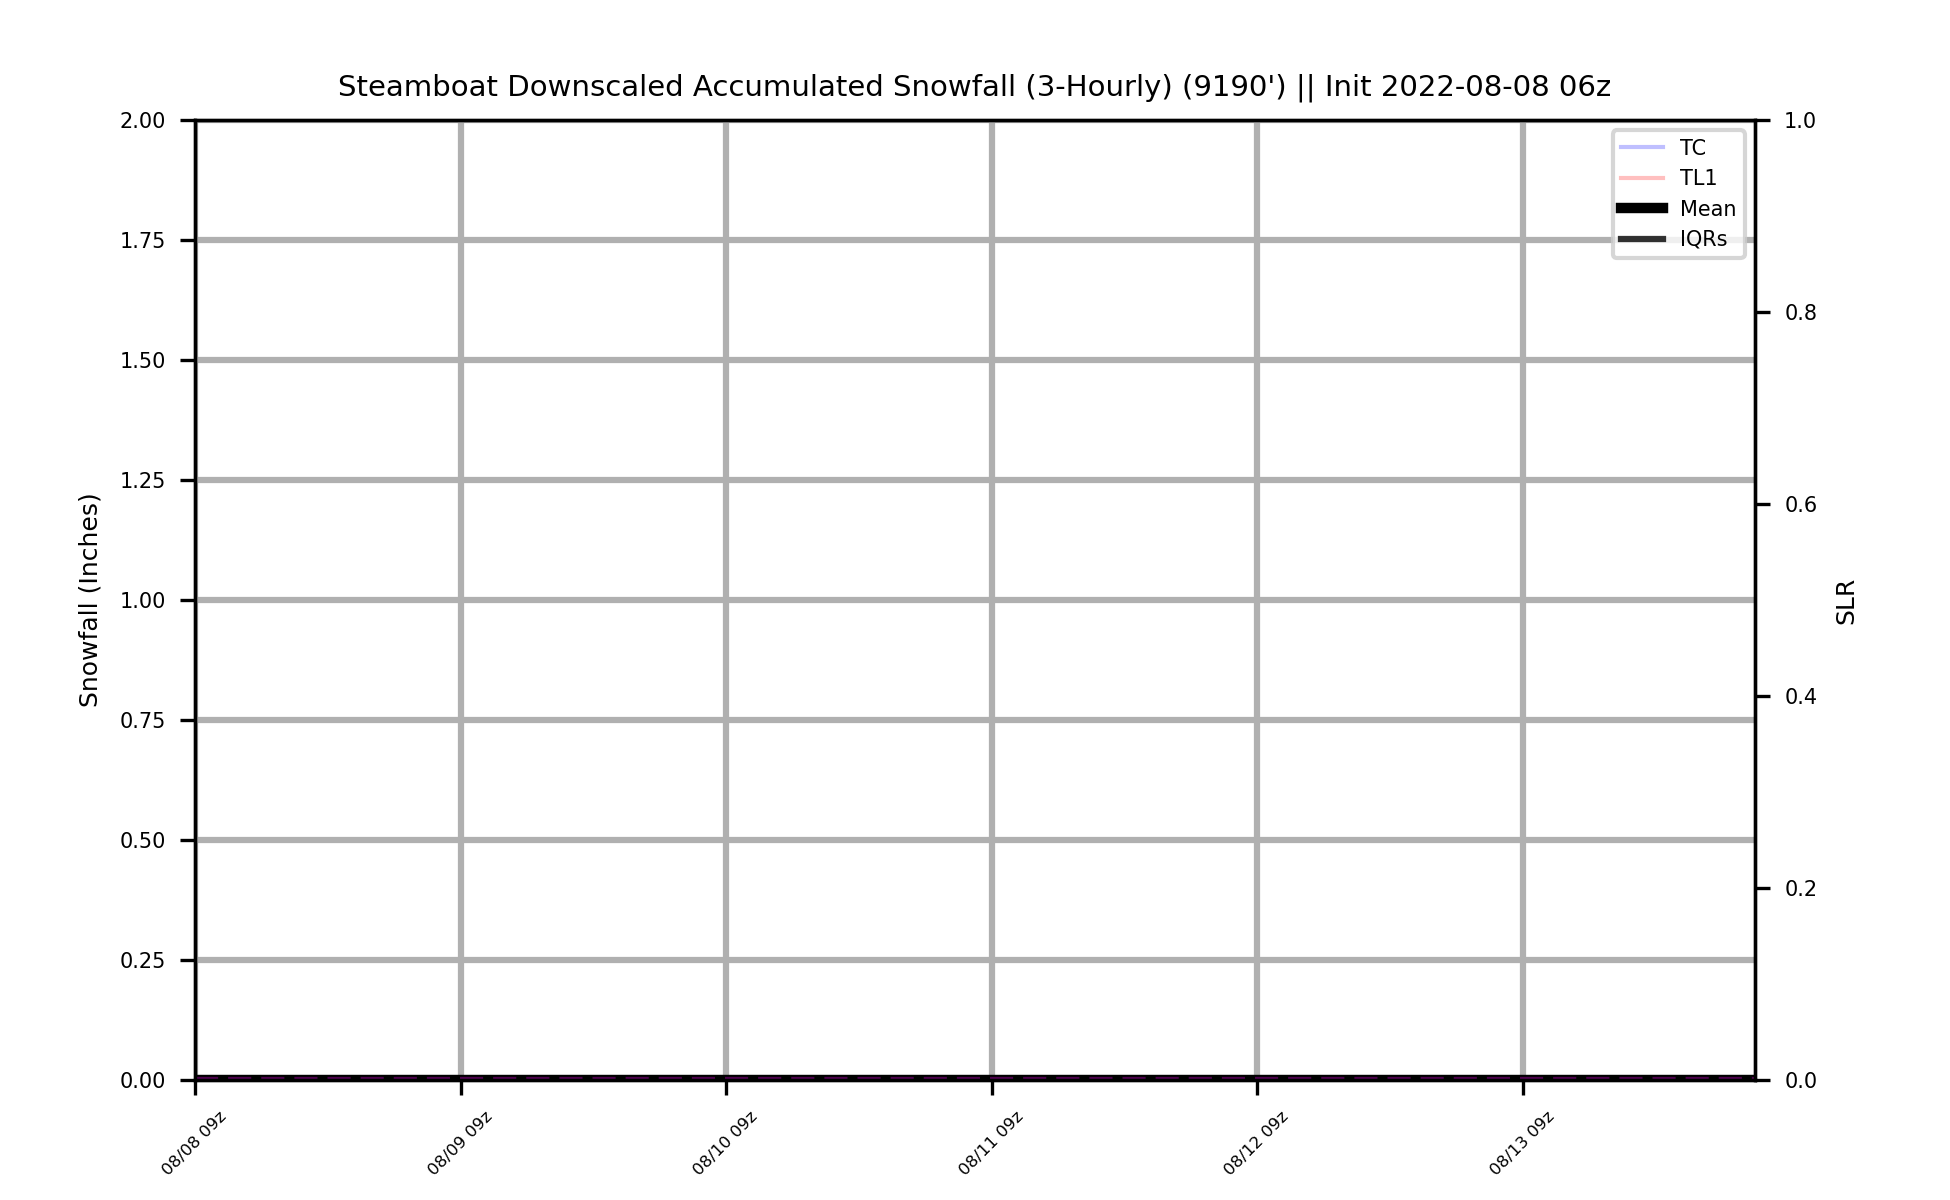 Steamboat Downscaled Accumulated Snowfall (3-Hourly) (9190') || Init 2022-08-08 06z
2.00
1.75
1.50
1.25
1.00
0.75
0.50
0.25
0.00
Snowfall (Inches)
TC
TL1
Mean
IQRs
1.0
0.8
0.6
0.4
0.2
0.0
SLR
08/08 09z
08/09 09z
08/10 09z
08/11 09z
08/12 09z
08/13 09z